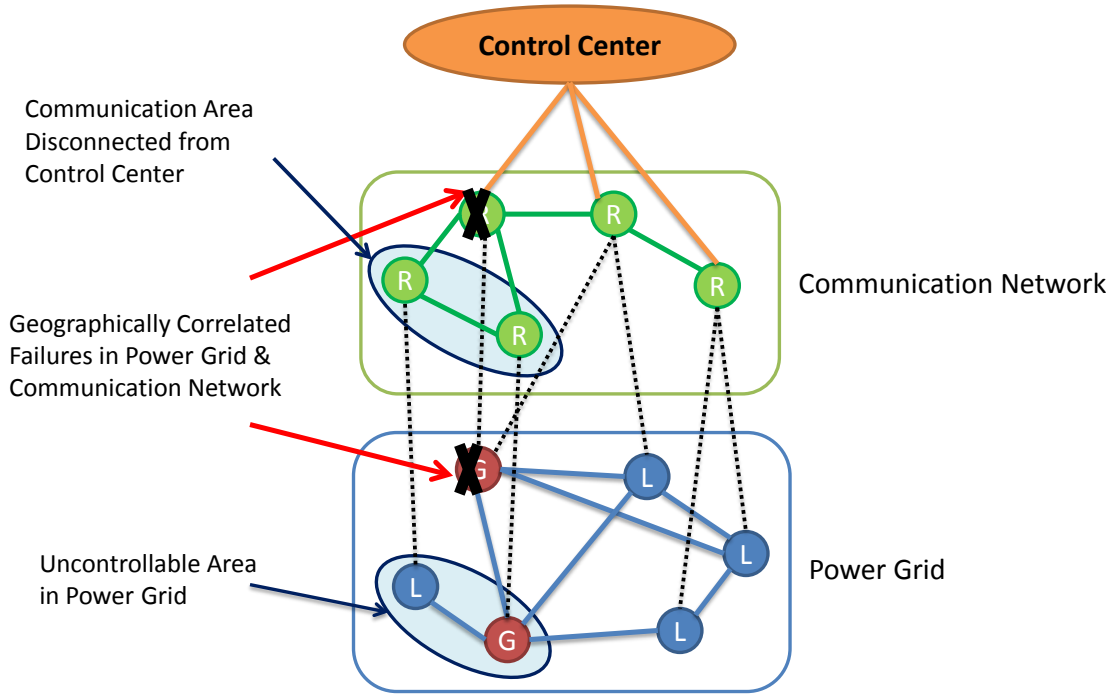 Control Center
Communication Area
Disconnected from
Control Center
R
R
R
R
R
Communication Network
Geographically Correlated
Failures in Power Grid &
Communication Network
G
L
L
Power Grid
Uncontrollable Area
in Power Grid
L
G
L